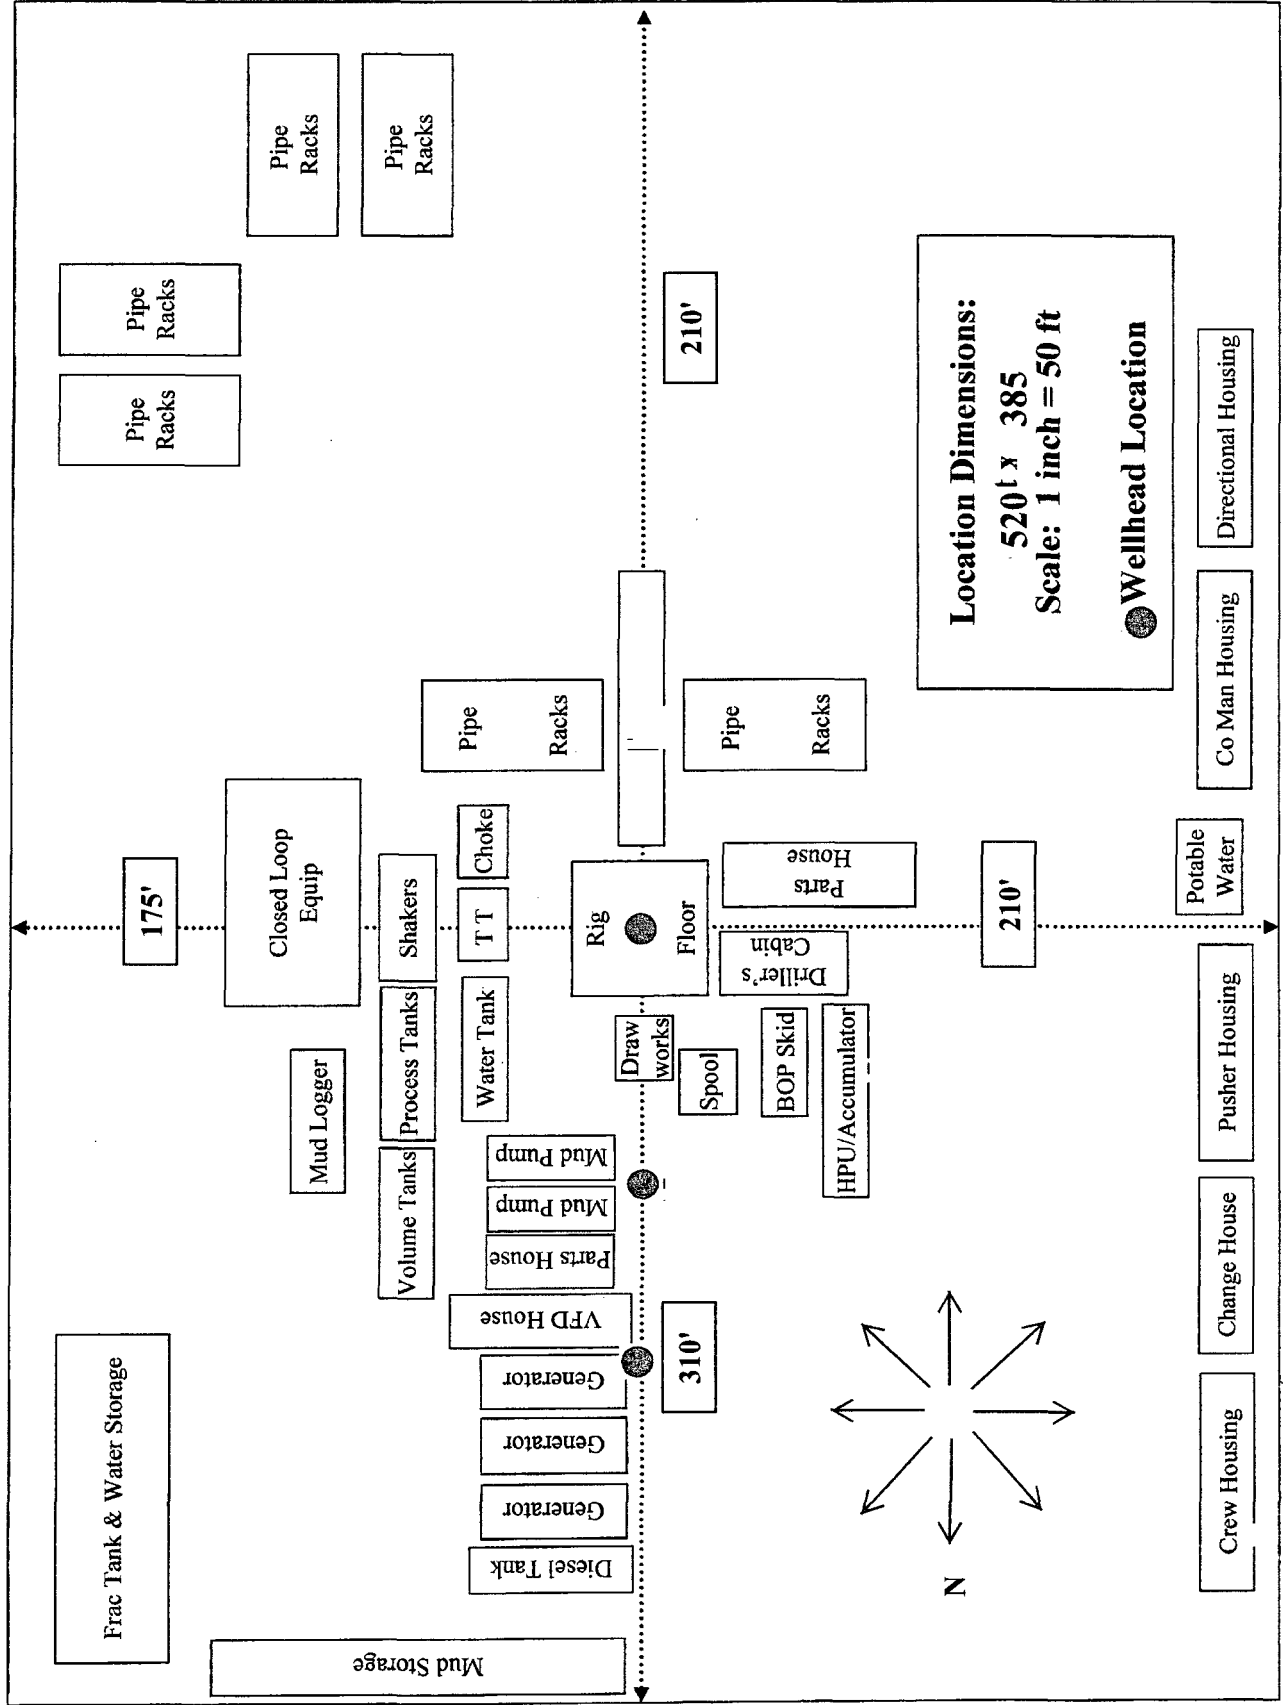 Frac Tank & Water Storage
Mud Storage
Diesel Tank
Generator
Generator
Generator
VFD House
Parts House
Mud Pump
Mud Pump
Volume Tanks
Process Tanks
Shakers
Mud Logger
Water Tank
T T
Choke
Closed Loop
Equip
175'
Pipe
Racks
Pipe
Racks
Pipe
Racks
Pipe
Racks
Pipe
Racks
Pipe
Racks
Rig
Floor
Draw
works
Spool
BOP Skid
HPU/Accumulator
Driller's
Cabin
Parts
House
310'
210'
210'
N
Location Dimensions:
520' x 385
Scale: 1 inch = 50 ft
Wellhead Location
Crew Housing
Change House
Pusher Housing
Potable
Water
Co Man Housing
Directional Housing